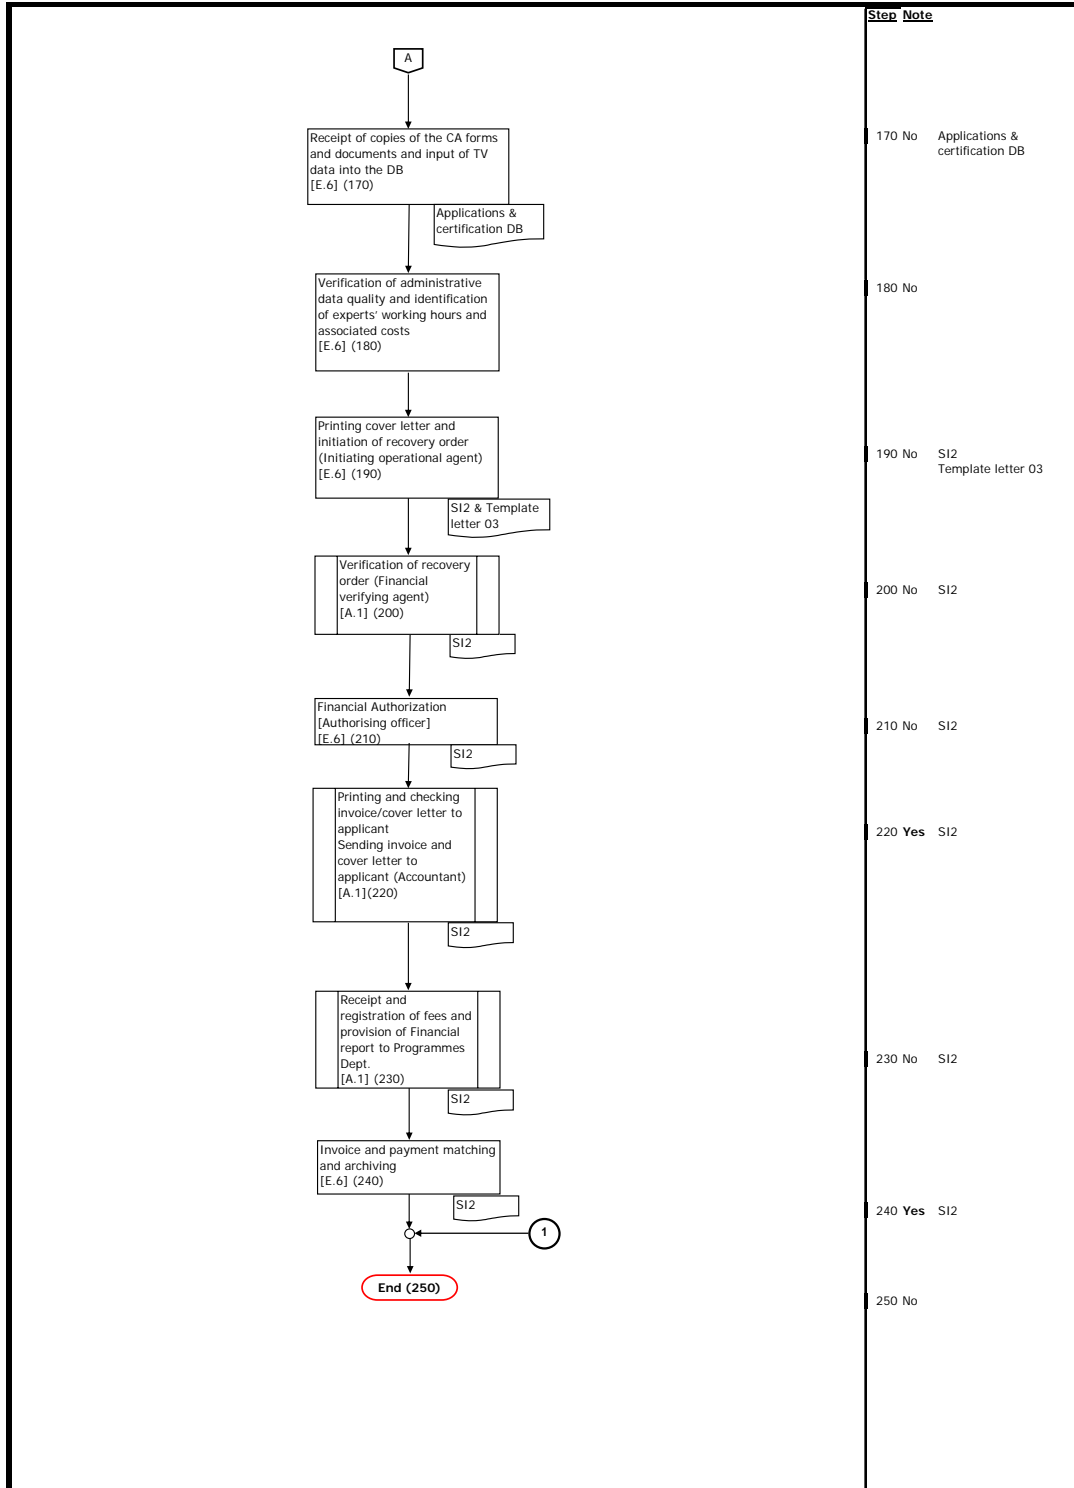 Step Note
A
Receipt of copies of the CA forms
and documents and input of TV
data into the DB
[E.6] (170)
170 No Applications &
certification DB
Applications &
certification DB
Verification of administrative
data quality and identification
of experts' working hours and
associated costs
[E.6] (180)
180 No
Printing cover letter and
initiation of recovery order
(Initiating operational agent)
[E.6] (190)
190 No SI2
Template letter 03
SI2 & Template
letter 03
Verification of recovery
order (Financial
verifying agent)
[A.1] (200)
200 No SI2
SI2
Financial Authorization
[Authorising officer]
[E.6] (210)
210 No SI2
SI2
Printing and checking
invoice/cover letter to
applicant
Sending invoice and
cover letter to
applicant (Accountant)
[A.1](220)
220 Yes SI2
SI2
Receipt and
registration of fees and
provision of Financial
report to Programmes
Dept.
[A.1] (230)
230 No SI2
SI2
Invoice and payment matching
and archiving
[E.6] (240)
240 Yes SI2
SI2
1
End (250)
250 No